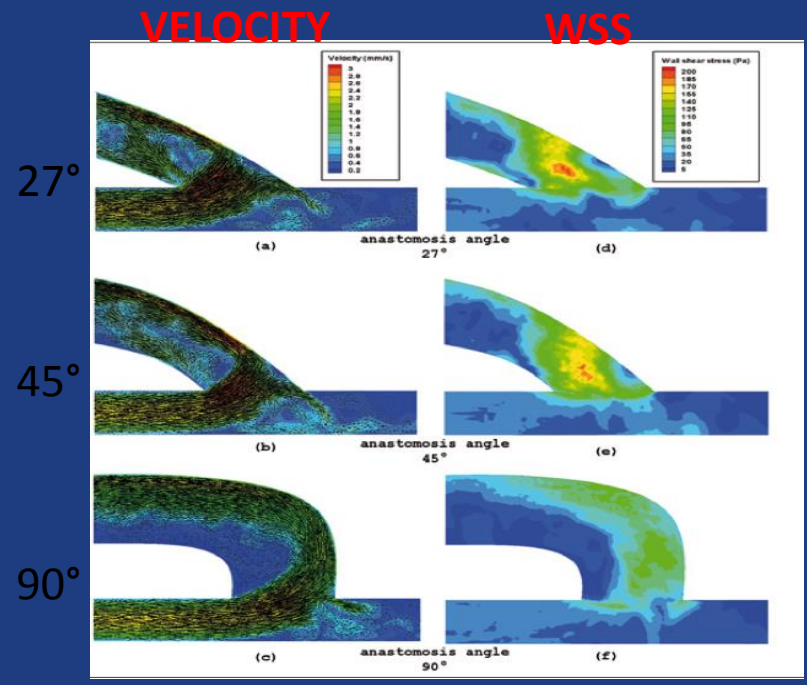 VELOCITY
WSS
Velocity (mm/s)
3
2.8
2.6
2.4
2.2
2
1.8
1.6
1.4
1.2
1
0.8
0.6
0.4
0.2
Wall shear stress (Pa)
200
185
170
155
140
125
110
95
80
65
50
35
20
5
27°
(a)
anastomosis angle
27°
(d)
45°
(b)
anastomosis angle
45°
(e)
90°
(c)
anastomosis angle
90°
(f)